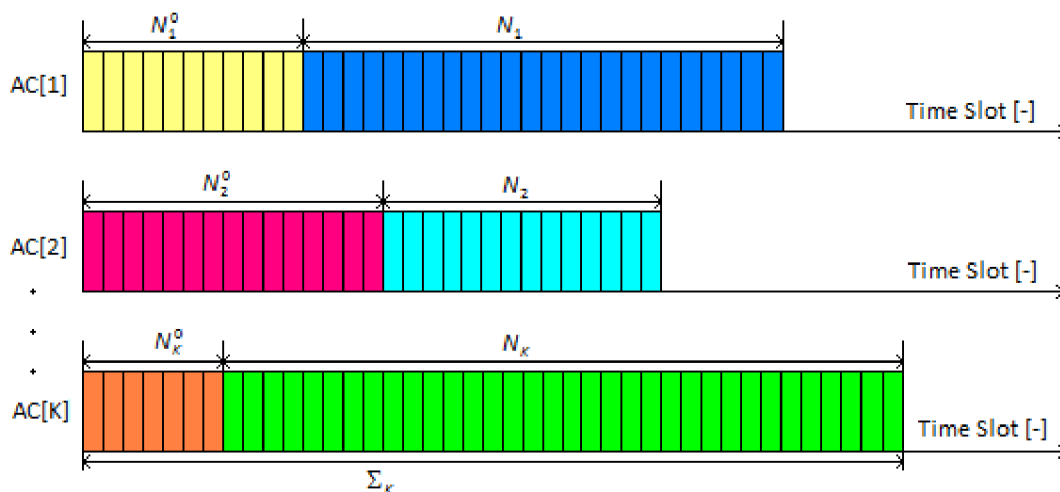 N₁⁰ N₁
AC[1]
Time Slot [-]
N₂⁰ N₂
AC[2]
Time Slot [-]
N_K⁰ N_K
AC[K]
Time Slot [-]
Σ_K